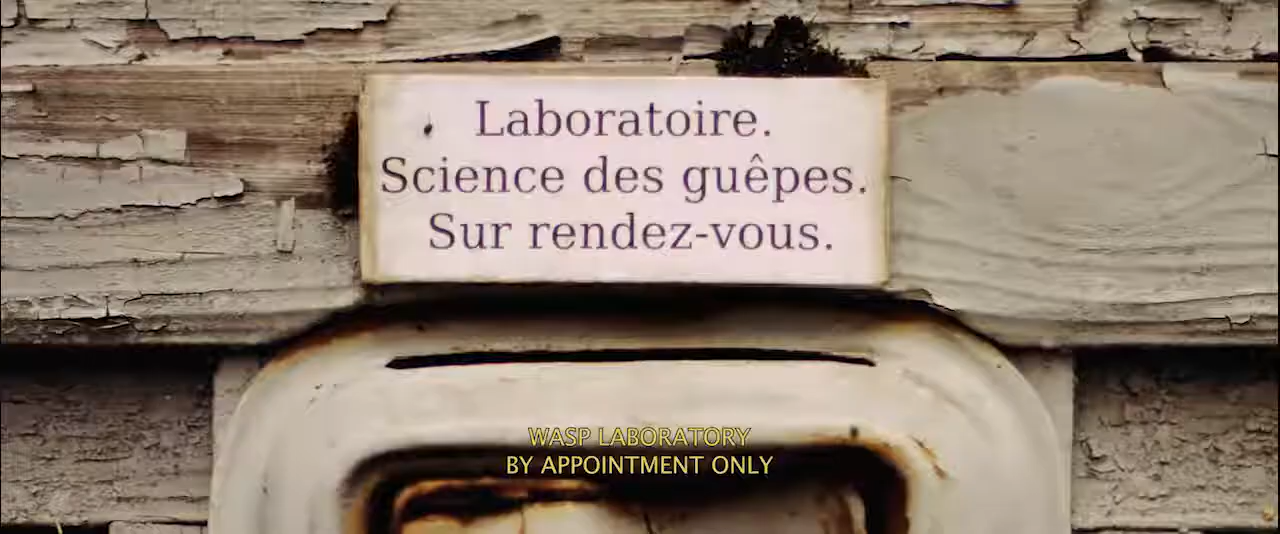 Laboratoire.
Science des guêpes.
Sur rendez-vous.
WASP LABORATORY
BY APPOINTMENT ONLY